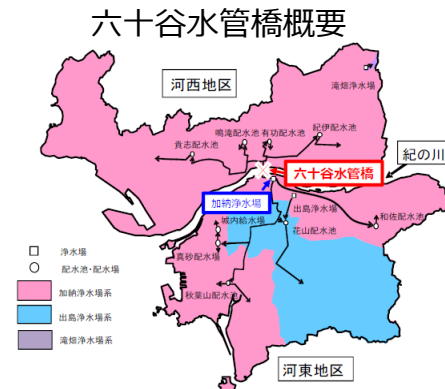 六十谷水管橋概要
河西地区
滝畑浄水場
鳴滝配水池
有功配水池
紀伊配水池
貴志配水池
紀の川
六十谷水管橋
加納浄水場
出島浄水場
城内給水場
花山配水池
和佐配水池
真砂配水場
秋葉山配水池
浄水場
配水池・配水場
加納浄水場系
出島浄水場系
滝畑浄水場系
河東地区